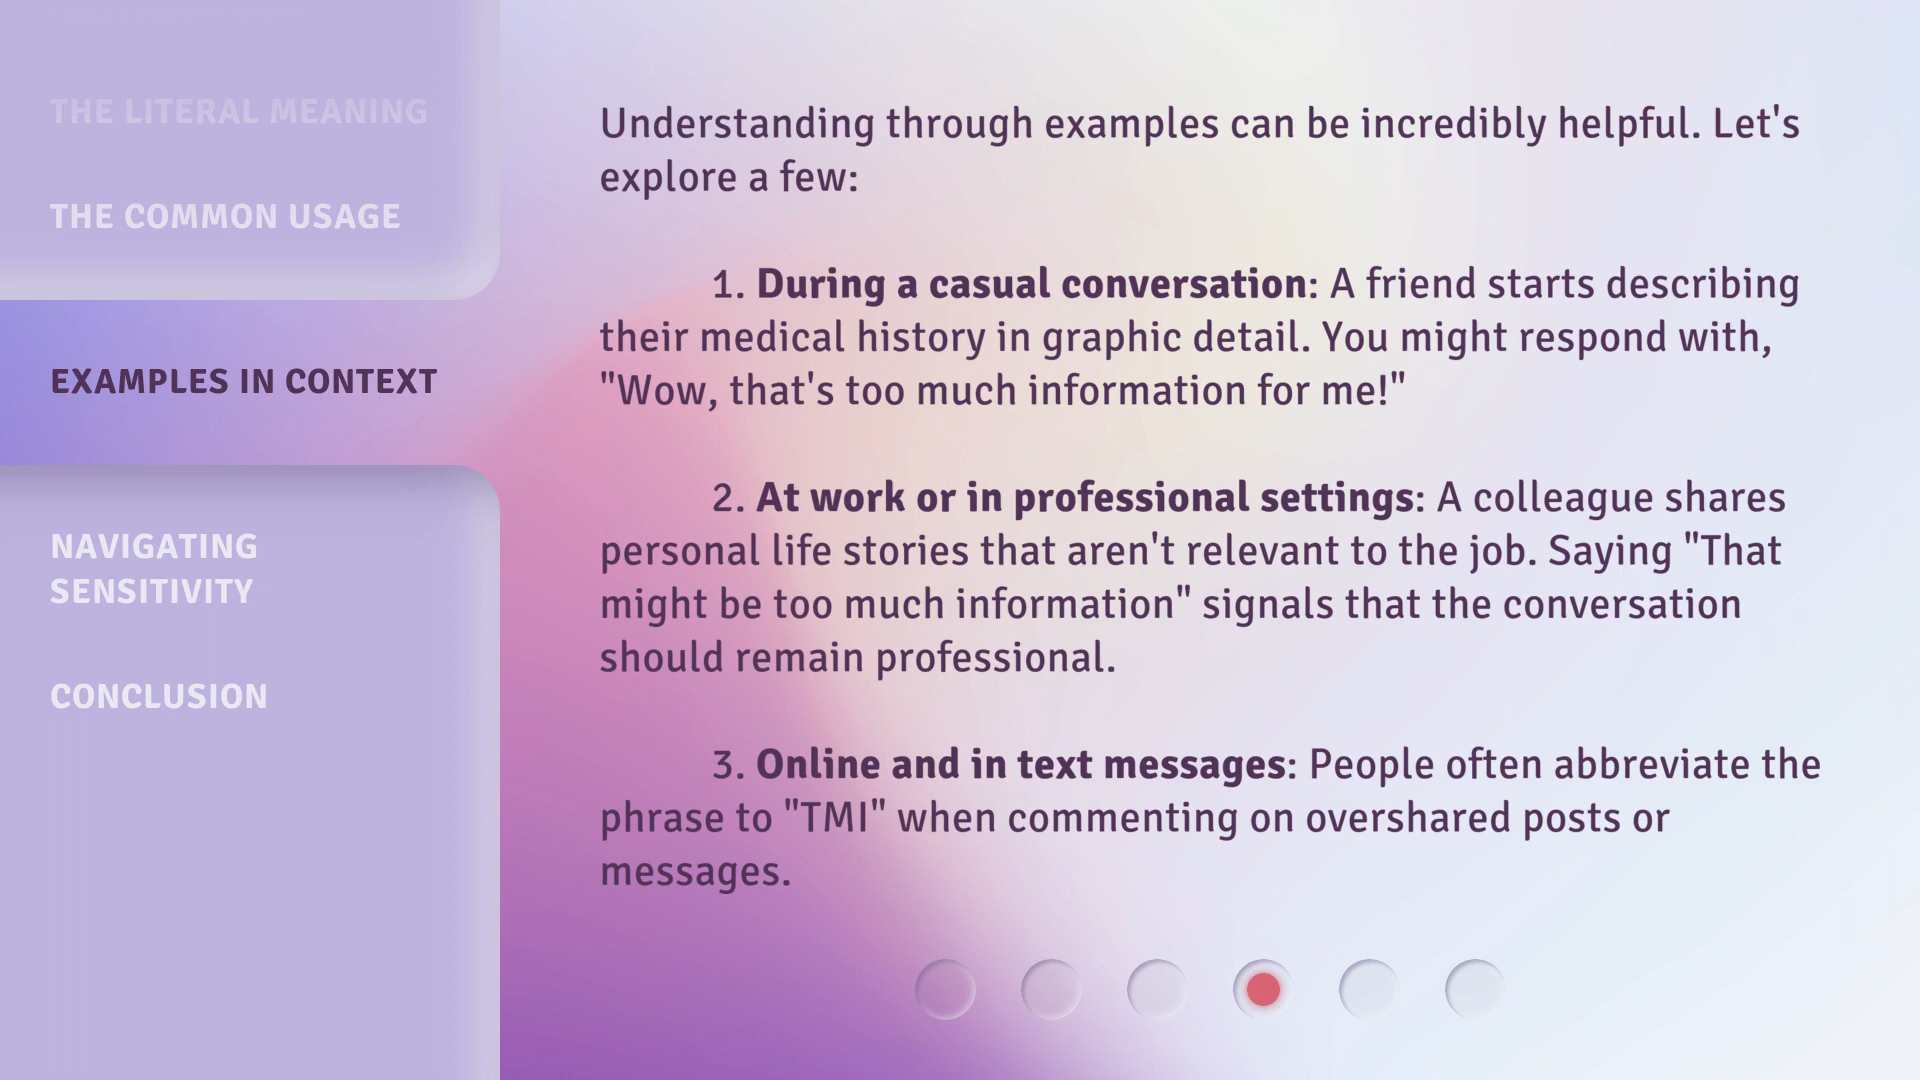 THE LITERAL MEANING
THE COMMON USAGE
EXAMPLES IN CONTEXT
NAVIGATING
SENSITIVITY
CONCLUSION
Understanding through examples can be incredibly helpful. Let's
explore a few:
1. During a casual conversation: A friend starts describing
their medical history in graphic detail. You might respond with,
"Wow, that's too much information for me!"
2. At work or in professional settings: A colleague shares
personal life stories that aren't relevant to the job. Saying "That
might be too much information" signals that the conversation
should remain professional.
3. Online and in text messages: People often abbreviate the
phrase to "TMI" when commenting on overshared posts or
messages.